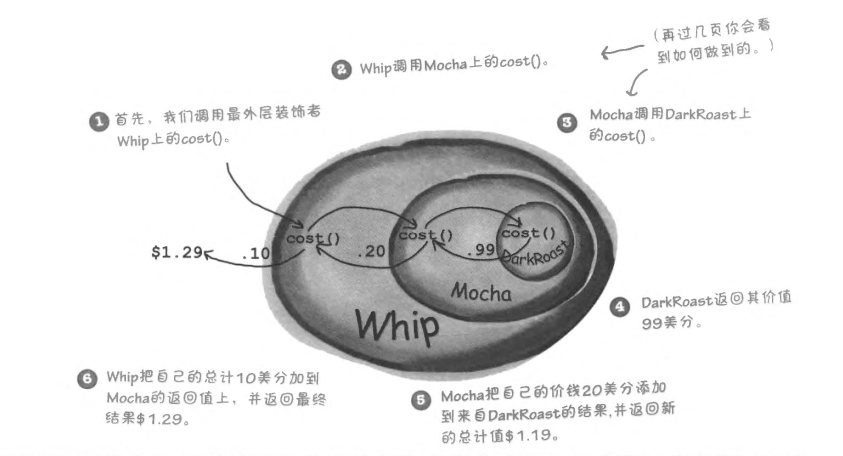 （再过几页你会看
到如何做到的。）
❷ Whip调用Mocha上的cost()。
❶ 首先，我们调用最外层装饰者
Whip上的cost()。
❸ Mocha调用DarkRoast上
的cost()。
$1.29 .10 cost() .20 cost() .99 cost()
DarkRoast
Mocha
Whip
❹ DarkRoast返回其价值
99美分。
❺ Mocha把自己的价钱20美分添加
到来自DarkRoast的结果,并返回新
的总计值$1.19。
❻ Whip把自己的总计10美分加到
Mocha的返回值上，并返回最终
结果$1.29。